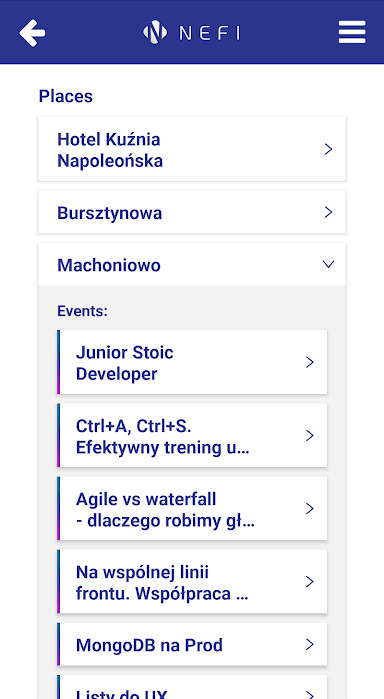 NEFI
Places
Hotel Kuźnia
Napoleońska
Bursztynowa
Machoniowo
Events:
Junior Stoic
Developer
Ctrl+A, Ctrl+S.
Efektywny trening u...
Agile vs waterfall
- dlaczego robimy gł...
Na wspólnej linii
frontu. Współpraca ...
MongoDB na Prod
Listy do UX